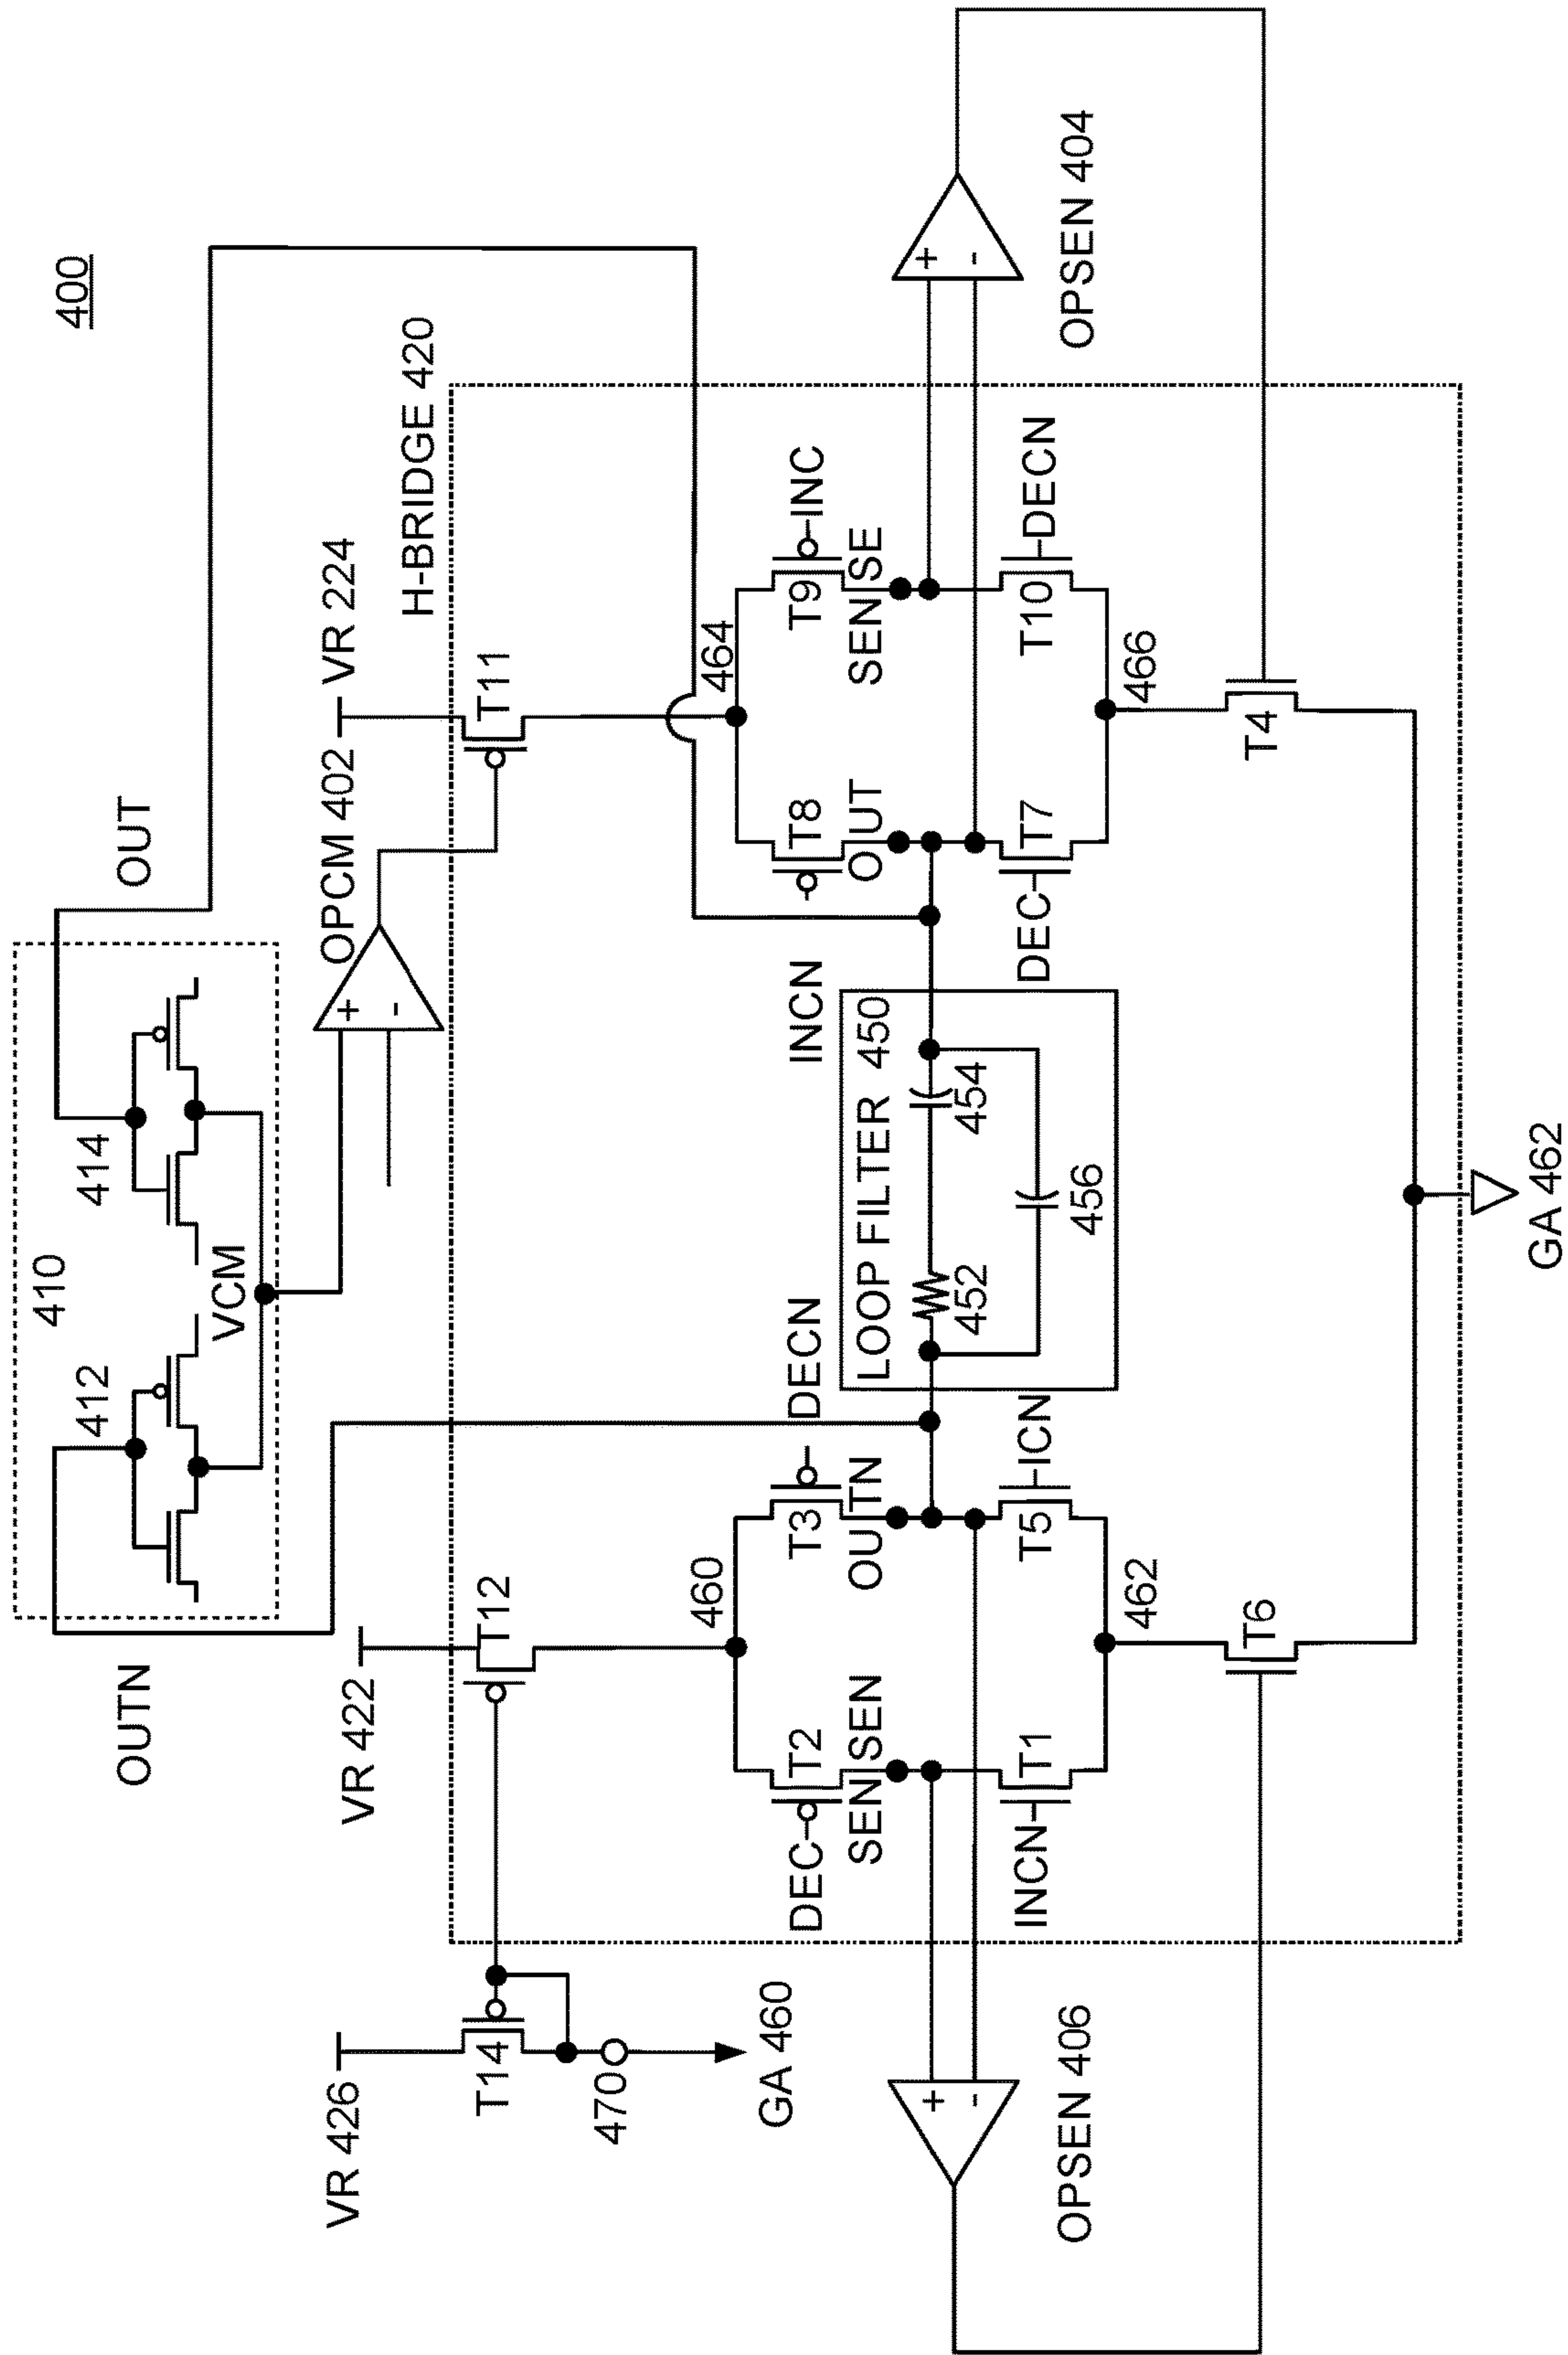 400
OUTN
410
OUT
412
414
VCM
VR 426
VR 422
OPCM 402
VR 224
+
-
H-BRIDGE 420
T14
T12
T11
470
GA 460
460
464
DEC
T2
T3
DECN
INCN
T8
T9
INC
SEN SEN
OUTN
LOOP FILTER 450
OUT
SEN SE
+
-
452
454
+
-
INCN
T1
T5
ICN
456
DEC
T7
T10
DECN
OPSEN 406
OPSEN 404
462
466
T6
T4
GA 462